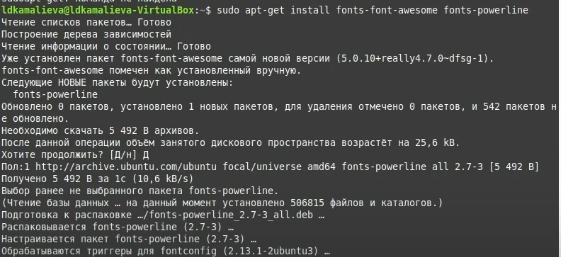 ldkamalieva@ldkamalieva-VirtualBox:~$ sudo apt-get install fonts-font-awesome fonts-powerline
Чтение списков пакетов… Готово
Построение дерева зависимостей
Чтение информации о состоянии… Готово
Уже установлен пакет fonts-font-awesome самой новой версии (5.0.10+really4.7.0~dfsg-1).
fonts-font-awesome помечен как установленный вручную.
Следующие НОВЫЕ пакеты будут установлены:
fonts-powerline
Обновлено 0 пакетов, установлено 1 новых пакетов, для удаления отмечено 0 пакетов, и 542 пакетов н
е обновлено.
Необходимо скачать 5 492 B архивов.
После данной операции объём занятого дискового пространства возрастёт на 25,6 kB.
Хотите продолжить? [Д/н] Д
Пол:1 http://archive.ubuntu.com/ubuntu focal/universe amd64 fonts-powerline all 2.7-3 [5 492 B]
Получено 5 492 B за 1с (10,6 kB/s)
Выбор ранее не выбранного пакета fonts-powerline.
(Чтение базы данных … на данный момент установлено 506815 файлов и каталогов.)
Подготовка к распаковке …/fonts-powerline_2.7-3_all.deb …
Распаковывается fonts-powerline (2.7-3) …
Настраивается пакет fonts-powerline (2.7-3) …
Обрабатываются триггеры для fontconfig (2.13.1-2ubuntu3) …